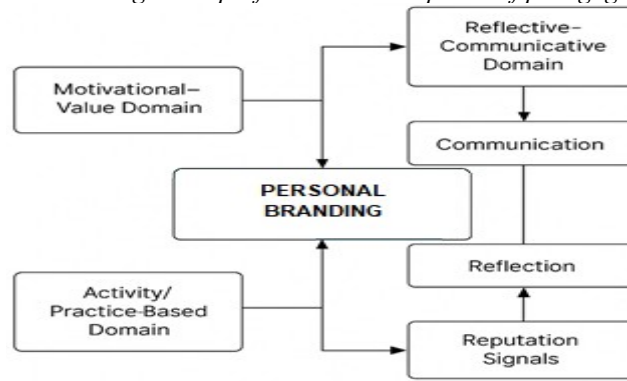 Reflective–
Communicative
Domain
Motivational–
Value Domain
Communication
PERSONAL
BRANDING
Reflection
Activity/
Practice-Based
Domain
Reputation
Signals